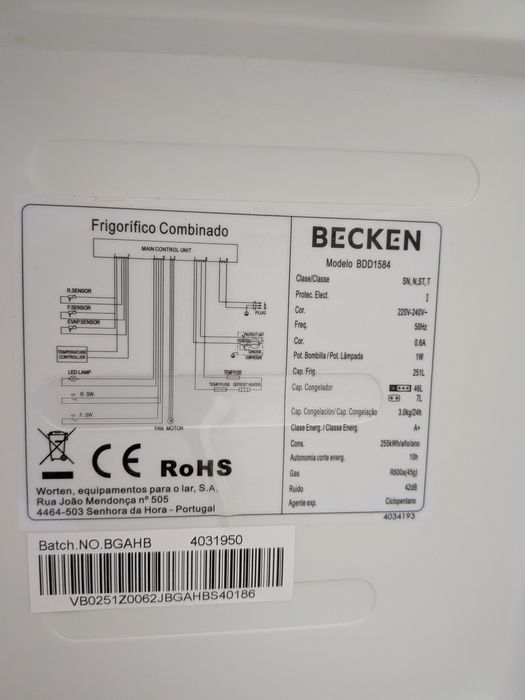 Frigorífico Combinado
MAIN CONTROL UNIT
R.SENSOR
F.SENSOR
EVAP.SENSOR
TEMPERATURE
CONTROLLER
LED LAMP
R. SW.
F. SW.
FAN MOTOR
PLUG
COMPRESSOR
TEMP FUSE
TEMP FUSE
DEFROST HEATER
CE RoHS
Worten, equipamentos para o lar, S.A.
Rua João Mendonça nº 505
4464-503 Senhora da Hora - Portugal
BECKEN
Modelo BDD1584
Clase/Classe SN, N,ST, T
Protec. Elect. I
Cor. 220V-240V~
Freq. 50Hz
Cor. 0.6A
Pot. Bombilla / Pot. Lâmpada 1W
Cap. Frig. 251L
Cap. Congelador 46L
7L
Cap. Congelación/ Cap. Congelação 3.0kg/24h
Clase Energ. / Classe Energ. A+
Cons. 255kWh/año/ano
Autonomia corte energ. 10h
Gas R600a(45g)
Ruido 42dB
Agente exp. Ciclopentano
4034193
Batch.NO.BGAHB 4031950
VB0251Z0062JBGAHBS40186